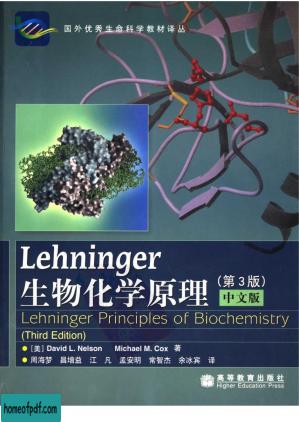 国外优秀生命科学教材译丛
Lehninger
生物化学原理
(第3版)
中文版
Lehninger Principles of Biochemistry
(Third Edition)
[美] David L. Nelson Michael M. Cox 著
周海梦 昌增益 江 凡 孟安明 常智杰 余冰宾 译
高等教育出版社
Higher Education Press
homeofpdf.com